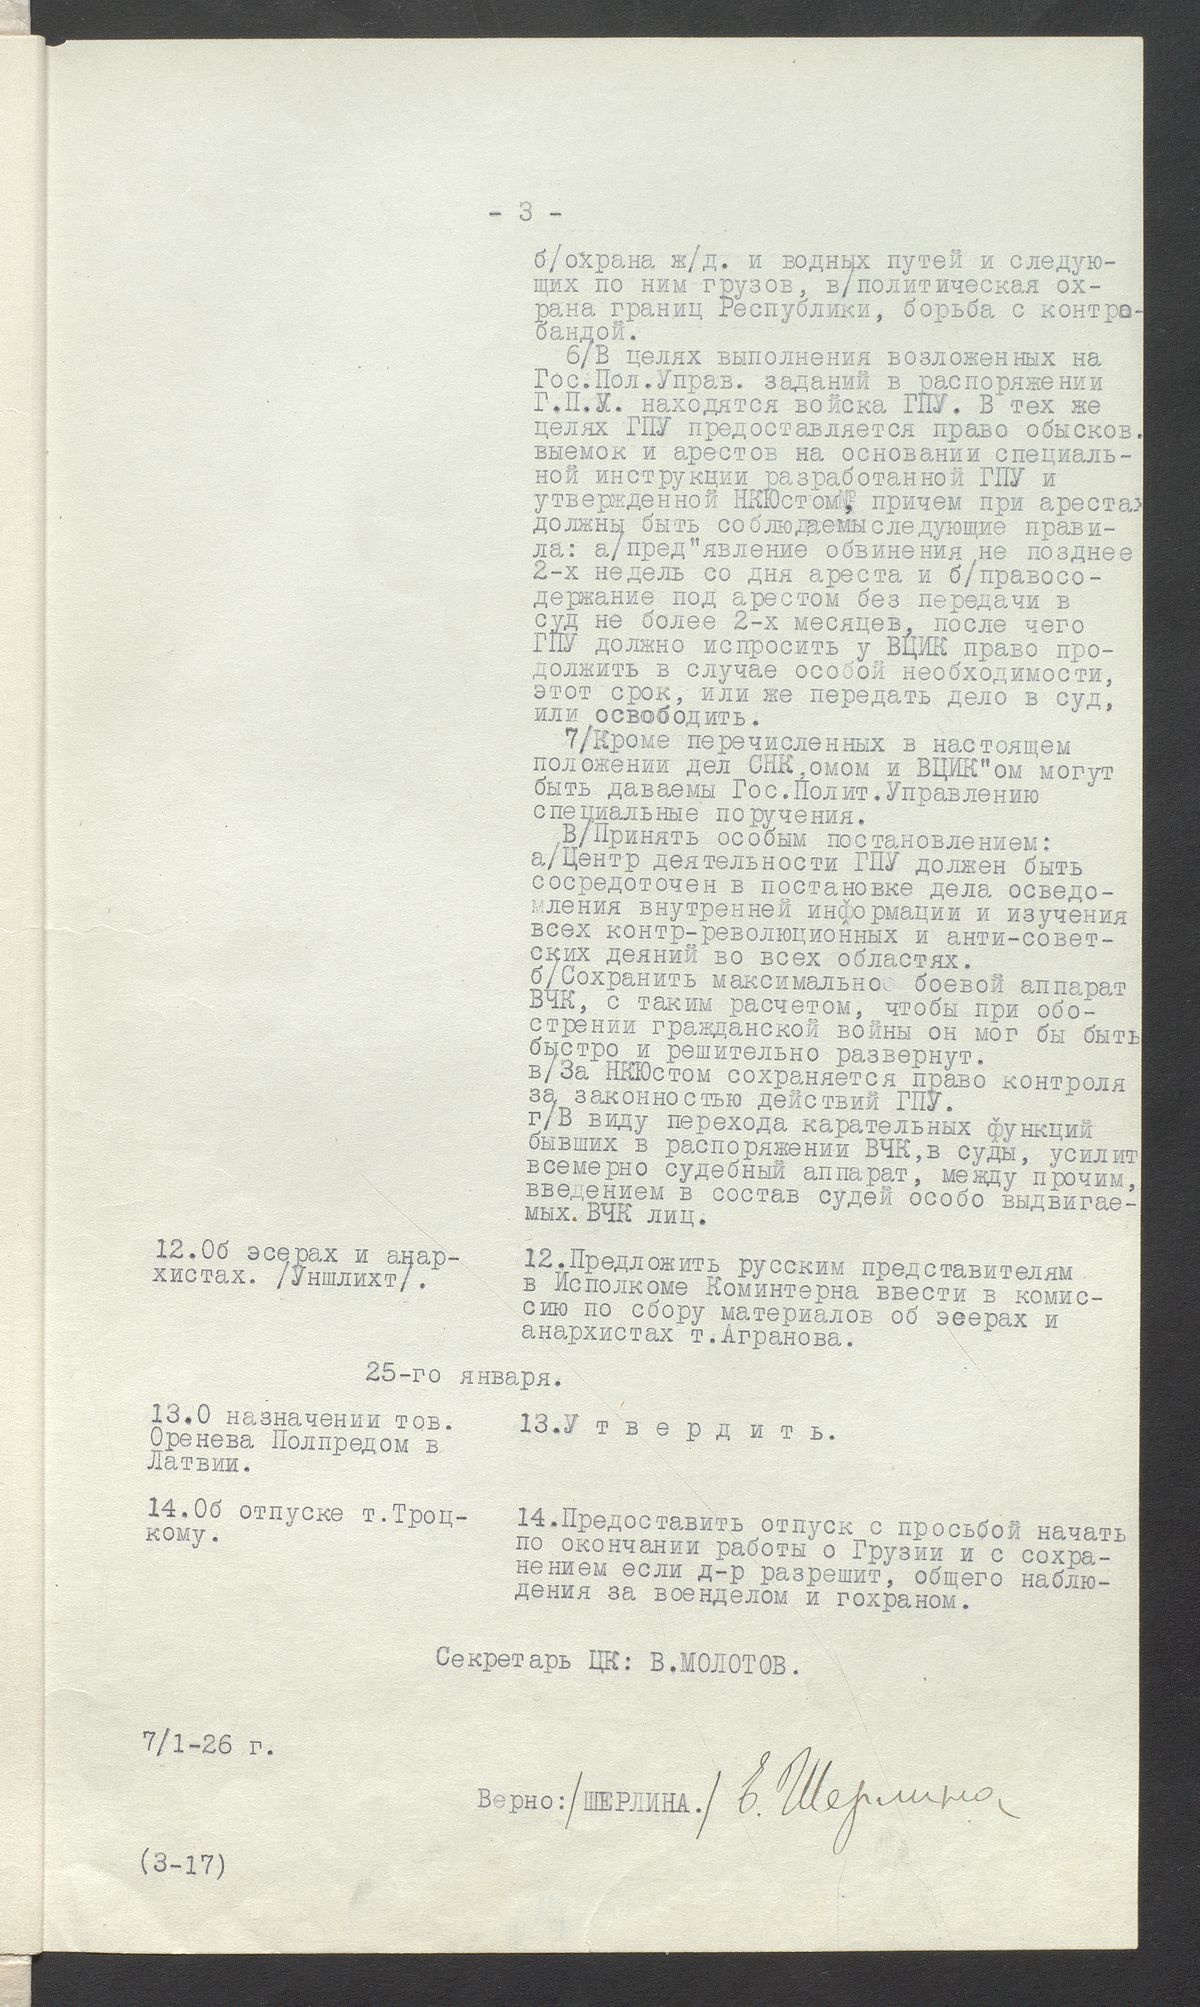 - 3 -
б/охрана ж/д. и водных путей и следую-
щих по ним грузов, в/политическая ох-
рана границ Республики, борьба с контро-
бандой.
6/В целях выполнения возложенных на
Гос.Пол.Управ. заданий в распоряжении
Г.П.У. находятся войска ГПУ. В тех же
целях ГПУ предоставляется право обысков.
выемок и арестов на основании специаль-
ной инструкции разработанной ГПУ и
утвержденной НКЮстом, причем при арестах
должны быть соблюдаемы следующие прави-
ла: а/пред"явление обвинения не позднее
2-х недель со дня ареста и б/правосо-
держание под арестом без передачи в
суд не более 2-х месяцев, после чего
ГПУ должно испросить у ВЦИК право про-
должить в случае особой необходимости,
этот срок, или же передать дело в суд,
или освободить.
7/Кроме перечисленных в настоящем
положении дел СНК,омом и ВЦИК"ом могут
быть даваемы Гос.Полит.Управлению
специальные поручения.
В/Принять особым постановлением:
а/Центр деятельности ГПУ должен быть
сосредоточен в постановке дела осведо-
мления внутренней информации и изучения
всех контр-революционных и анти-совет-
ских деяний во всех областях.
б/Сохранить максимально боевой аппарат
ВЧК, с таким расчетом, чтобы при обо-
стрении гражданской войны он мог бы быть
быстро и решительно развернут.
в/За НКЮстом сохраняется право контроля
за законностью действий ГПУ.
г/В виду перехода карательных функций
бывших в распоряжении ВЧК,в суды, усилит
всемерно судебный аппарат, между прочим,
введением в состав судей особо выдвигае-
мых. ВЧК лиц.
12.Об эсерах и анар-
хистах. /Уншлихт/.
12.Предложить русским представителям
в Исполкоме Коминтерна ввести в комис-
сию по сбору материалов об эсерах и
анархистах т.Агранова.
25-го января.
13.О назначении тов.
Оренева Полпредом в
Латвии.
13.У т в е р д и т ь.
14.Об отпуске т.Троц-
кому.
14.Предоставить отпуск с просьбой начать
по окончании работы о Грузии и с сохра-
нением если д-р разрешит, общего наблю-
дения за военделом и гохраном.
Секретарь ЦК: В.МОЛОТОВ.
7/1-26 г.
Верно:/ШЕРЛИНА./ Е. Шерлина
(3-17)